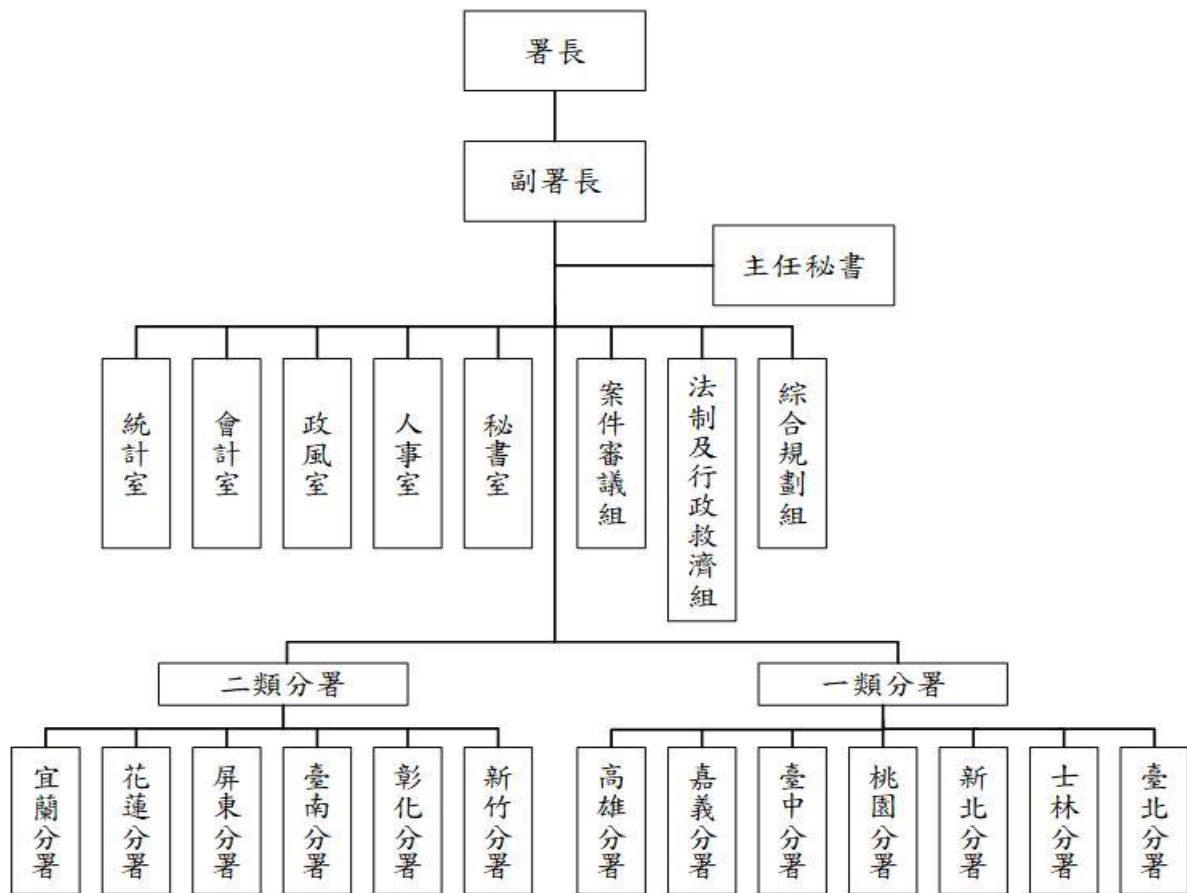 署長
副署長
主任秘書
統計室
會計室
政風室
人事室
秘書室
案件審議組
法制及行政救濟組
綜合規劃組
二類分署
一類分署
宜蘭分署
花蓮分署
屏東分署
臺南分署
彰化分署
新竹分署
高雄分署
嘉義分署
臺中分署
桃園分署
新北分署
士林分署
臺北分署